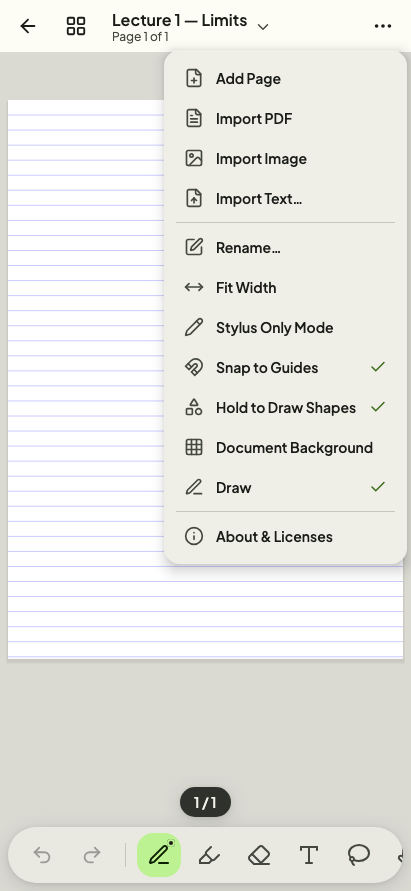 Lecture 1 — Limits
Page 1 of 1
Add Page
Import PDF
Import Image
Import Text…
Rename…
Fit Width
Stylus Only Mode
Snap to Guides
Hold to Draw Shapes
Document Background
Draw
About & Licenses
1 / 1